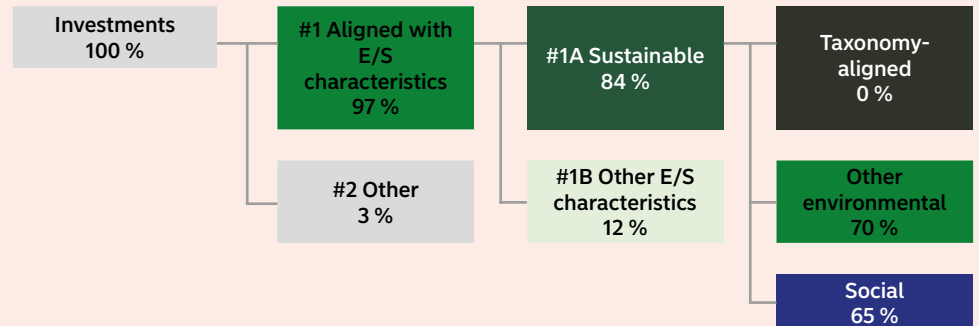 Investments
100 %
#1 Aligned with
E/S
characteristics
97 %
#1A Sustainable
84 %
Taxonomy-
aligned
0 %
#2 Other
3 %
#1B Other E/S
characteristics
12 %
Other
environmental
70 %
Social
65 %